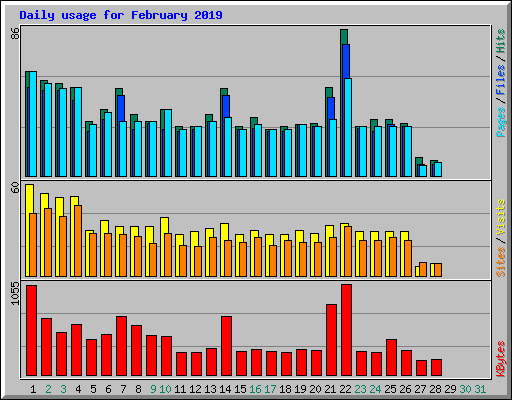 Daily usage for February 2019
86
Pages / Files / Hits
60
Sites / Visits
1055
KBytes
1 2 3 4 5 6 7 8 9 10 11 12 13 14 15 16 17 18 19 20 21 22 23 24 25 26 27 28 29 30 31